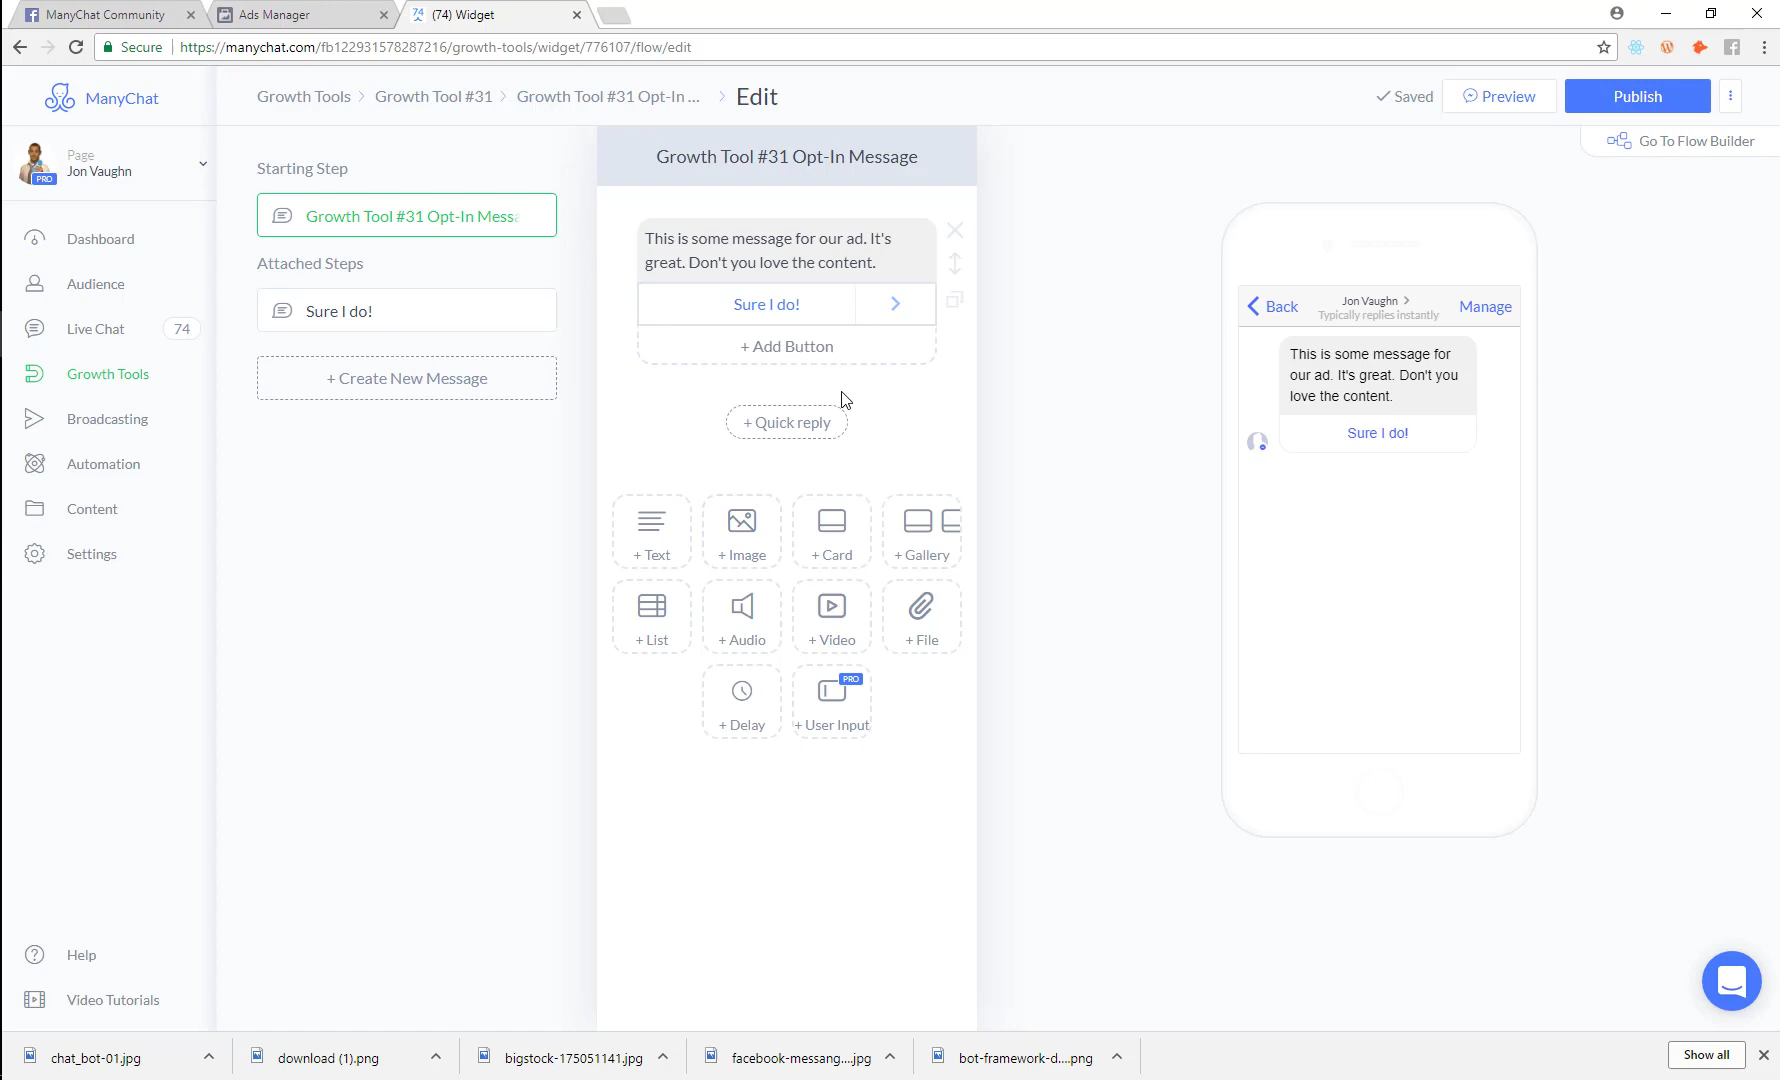 ManyChat Community
Ads Manager
74
(74) Widget
Secure
https://manychat.com/fb122931578287216/growth-tools/widget/776107/flow/edit
ManyChat
Growth Tools
Growth Tool #31
Growth Tool #31 Opt-In ...
Edit
Saved
Preview
Publish
Go To Flow Builder
Page
Jon Vaughn
PRO
Dashboard
Audience
Live Chat
74
Growth Tools
Broadcasting
Automation
Content
Settings
Help
Video Tutorials
Starting Step
Growth Tool #31 Opt-In Messa
Attached Steps
Sure I do!
+ Create New Message
Growth Tool #31 Opt-In Message
This is some message for our ad. It's
great. Don't you love the content.
Sure I do!
+ Add Button
+ Quick reply
+ Text
+ Image
+ Card
+ Gallery
+ List
+ Audio
+ Video
+ File
+ Delay
PRO
+ User Input
Back
Jon Vaughn
Typically replies instantly
Manage
This is some message for
our ad. It's great. Don't you
love the content.
Sure I do!
chat_bot-01.jpg
download (1).png
bigstock-175051141.jpg
facebook-messang....jpg
bot-framework-d....png
Show all